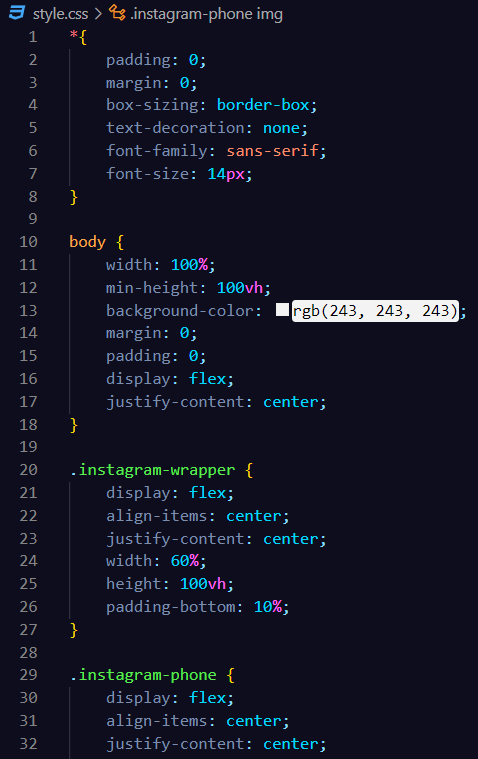 style.css > .instagram-phone img
1 *{
2 padding: 0;
3 margin: 0;
4 box-sizing: border-box;
5 text-decoration: none;
6 font-family: sans-serif;
7 font-size: 14px;
8 }
9
10 body {
11 width: 100%;
12 min-height: 100vh;
13 background-color: rgb(243, 243, 243);
14 margin: 0;
15 padding: 0;
16 display: flex;
17 justify-content: center;
18 }
19
20 .instagram-wrapper {
21 display: flex;
22 align-items: center;
23 justify-content: center;
24 width: 60%;
25 height: 100vh;
26 padding-bottom: 10%;
27 }
28
29 .instagram-phone {
30 display: flex;
31 align-items: center;
32 justify-content: center;